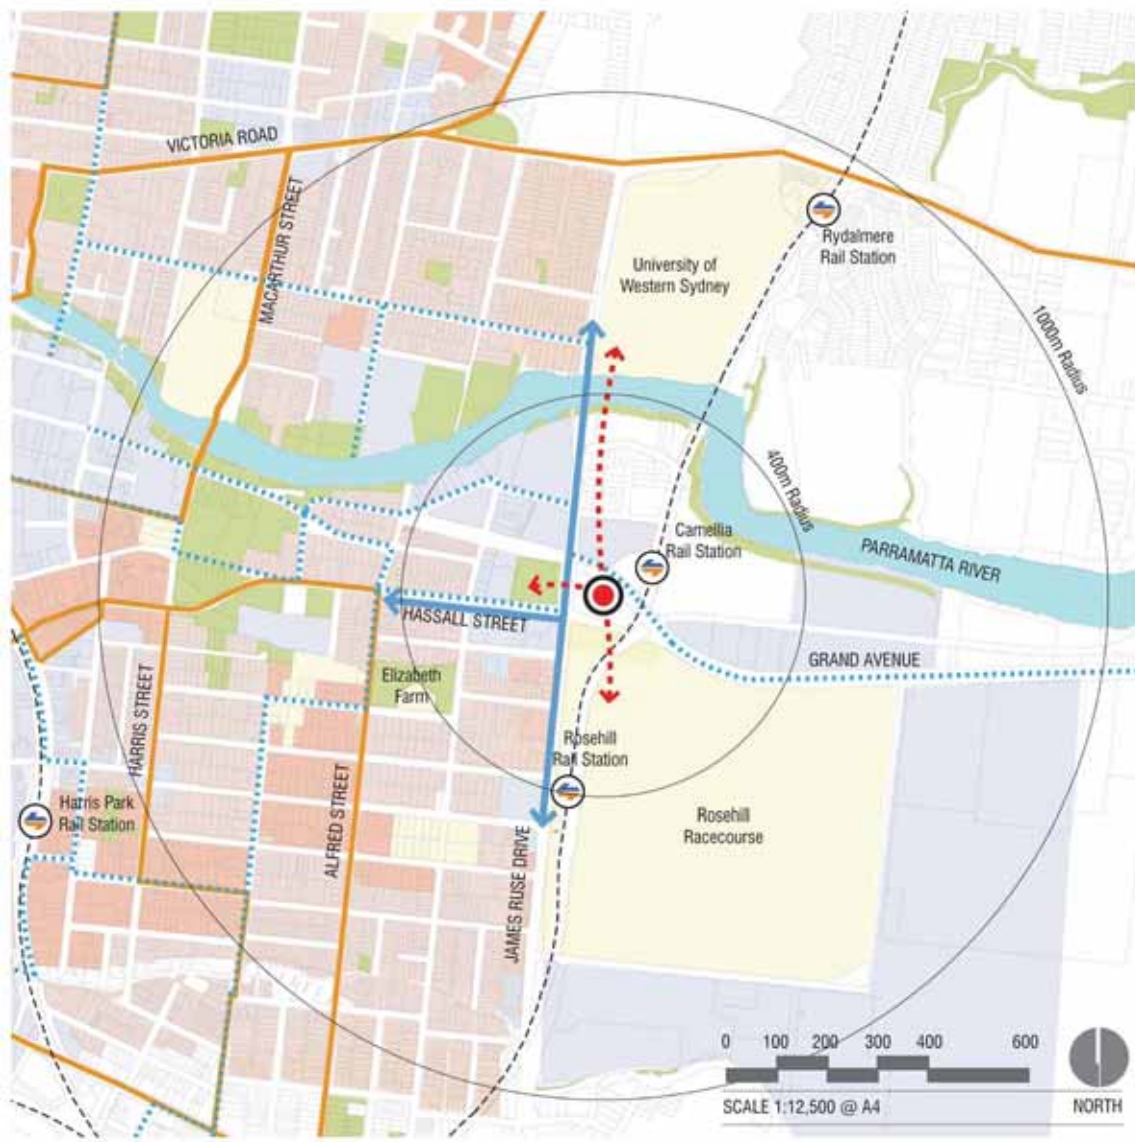 VICTORIA ROAD
MACARTHUR STREET
Rydalmere
Rail Station
University of
Western Sydney
1000m Radius
400m Radius
Camellia
Rail Station
PARRAMATTA RIVER
HASSALL STREET
GRAND AVENUE
Elizabeth
Farm
HARRIS STREET
Rosehill
Rail Station
ALFRED STREET
Harris Park
Rail Station
Rosehill
Racecourse
JAMES RUSE DRIVE
0 100 200 300 400 600
SCALE 1:12,500 @ A4
NORTH